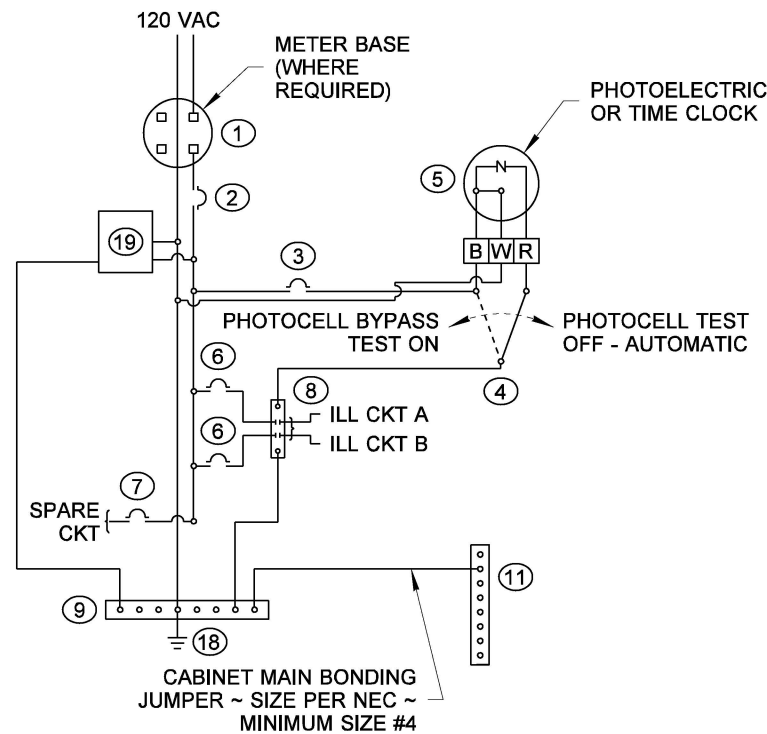 120 VAC
METER BASE
(WHERE
REQUIRED)
PHOTOELECTRIC
OR TIME CLOCK
1
5
N
2
19
B W R
3
PHOTOCELL BYPASS
TEST ON
PHOTOCELL TEST
OFF - AUTOMATIC
6
8
4
ILL CKT A
6
ILL CKT B
7
SPARE
CKT
11
9
18
CABINET MAIN BONDING
JUMPER ~ SIZE PER NEC ~
MINIMUM SIZE #4